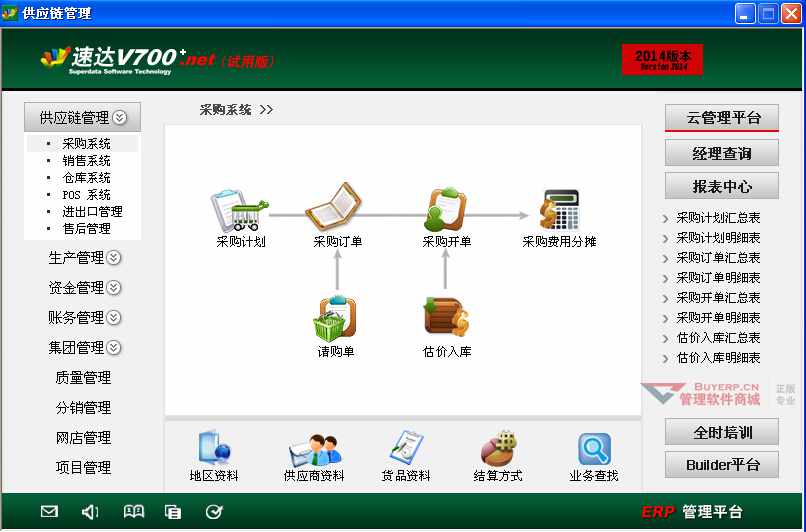 供应链管理
速达V700+.net (试用版)
Superdata Software Technology
2014版本
Version 2014
供应链管理
采购系统
销售系统
仓库系统
POS 系统
进出口管理
售后管理
生产管理
资金管理
账务管理
集团管理
质量管理
分销管理
网店管理
项目管理
采购系统 >>
采购计划
采购订单
采购开单
采购费用分摊
请购单
估价入库
地区资料
供应商资料
货品资料
结算方式
业务查找
云管理平台
经理查询
报表中心
采购计划汇总表
采购计划明细表
采购订单汇总表
采购订单明细表
采购开单汇总表
采购开单明细表
估价入库汇总表
估价入库明细表
BUYERP.CN
管理软件商城
正版
专业
全时培训
Builder平台
ERP 管理平台